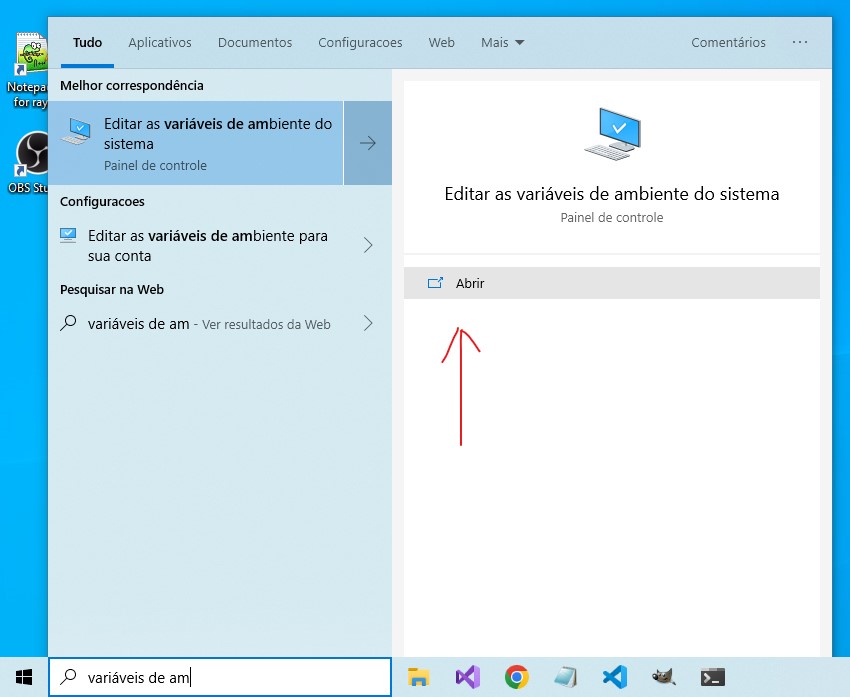 Tudo Aplicativos Documentos Configuracoes Web Mais Comentários ...
Notepa
for ray
OBS Stu
Melhor correspondência
Editar as variáveis de ambiente do
sistema
Painel de controle
Configuracoes
Editar as variáveis de ambiente para
sua conta
Pesquisar na Web
variáveis de am - Ver resultados da Web
Editar as variáveis de ambiente do sistema
Painel de controle
Abrir
variáveis de am